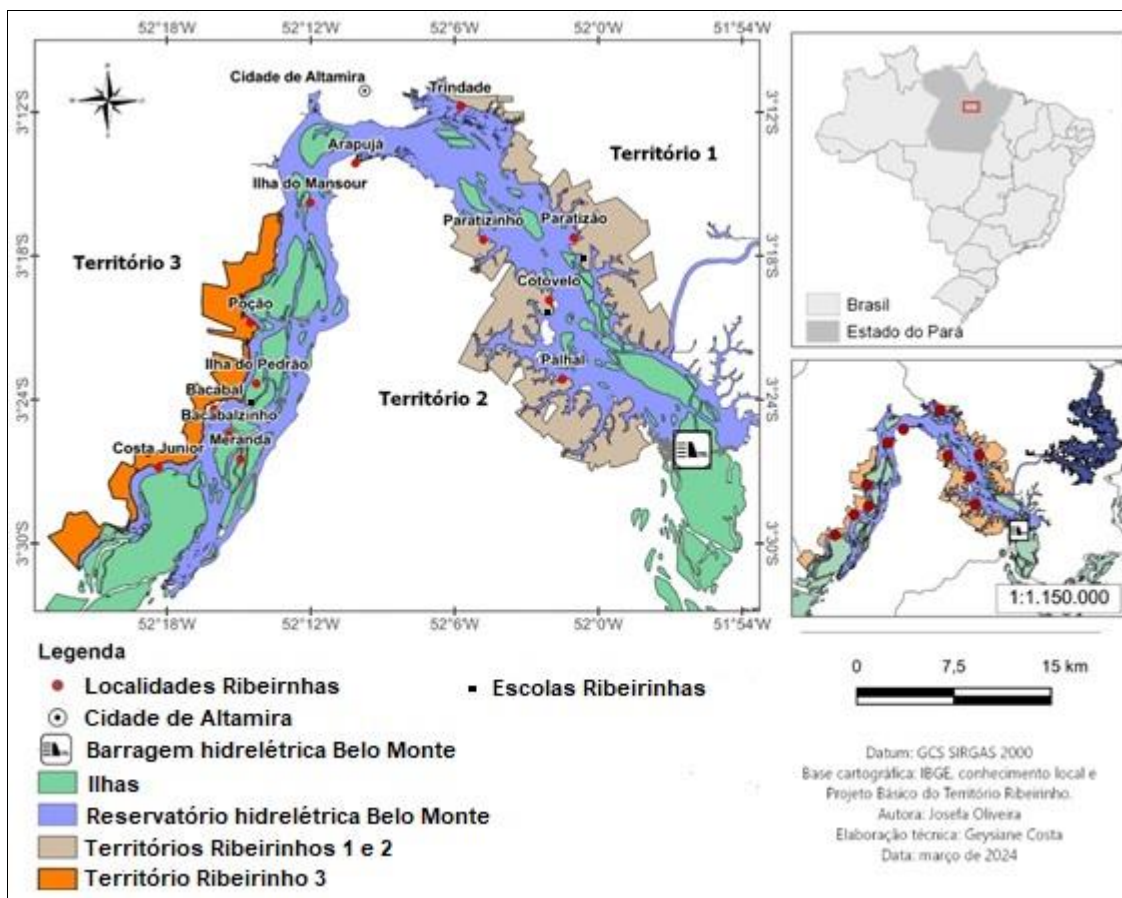 52°18'W 52°12'W 52°6'W 52°0'W 51°54'W
Cidade de Altamira
Trindade
3°12'S
3°12'S
Arapujá
Território 1
Ilha do Mansour
Paratizinho
Paratizão
Território 3
3°18'S
3°18'S
Cotovelo
Poção
Palhal
Ilha do Pedrão
Território 2
Bacabal
3°24'S
3°24'S
Bacabalzinho
Meranda
Costa Junior
3°30'S
3°30'S
52°18'W 52°12'W 52°6'W 52°0'W 51°54'W
Brasil
Estado do Pará
1:1.150.000
Legenda
Localidades Ribeirnhas
Escolas Ribeirinhas
Cidade de Altamira
Barragem hidrelétrica Belo Monte
Ilhas
Reservatório hidrelétrica Belo Monte
Territórios Ribeirinhos 1 e 2
Território Ribeirinho 3
0 7,5 15 km
Datum: GCS SIRGAS 2000
Base cartográfica: IBGE, conhecimento local e
Projeto Básico do Território Ribeirinho.
Autora: Josefa Oliveira
Elaboração técnica: Geysiane Costa
Data: março de 2024